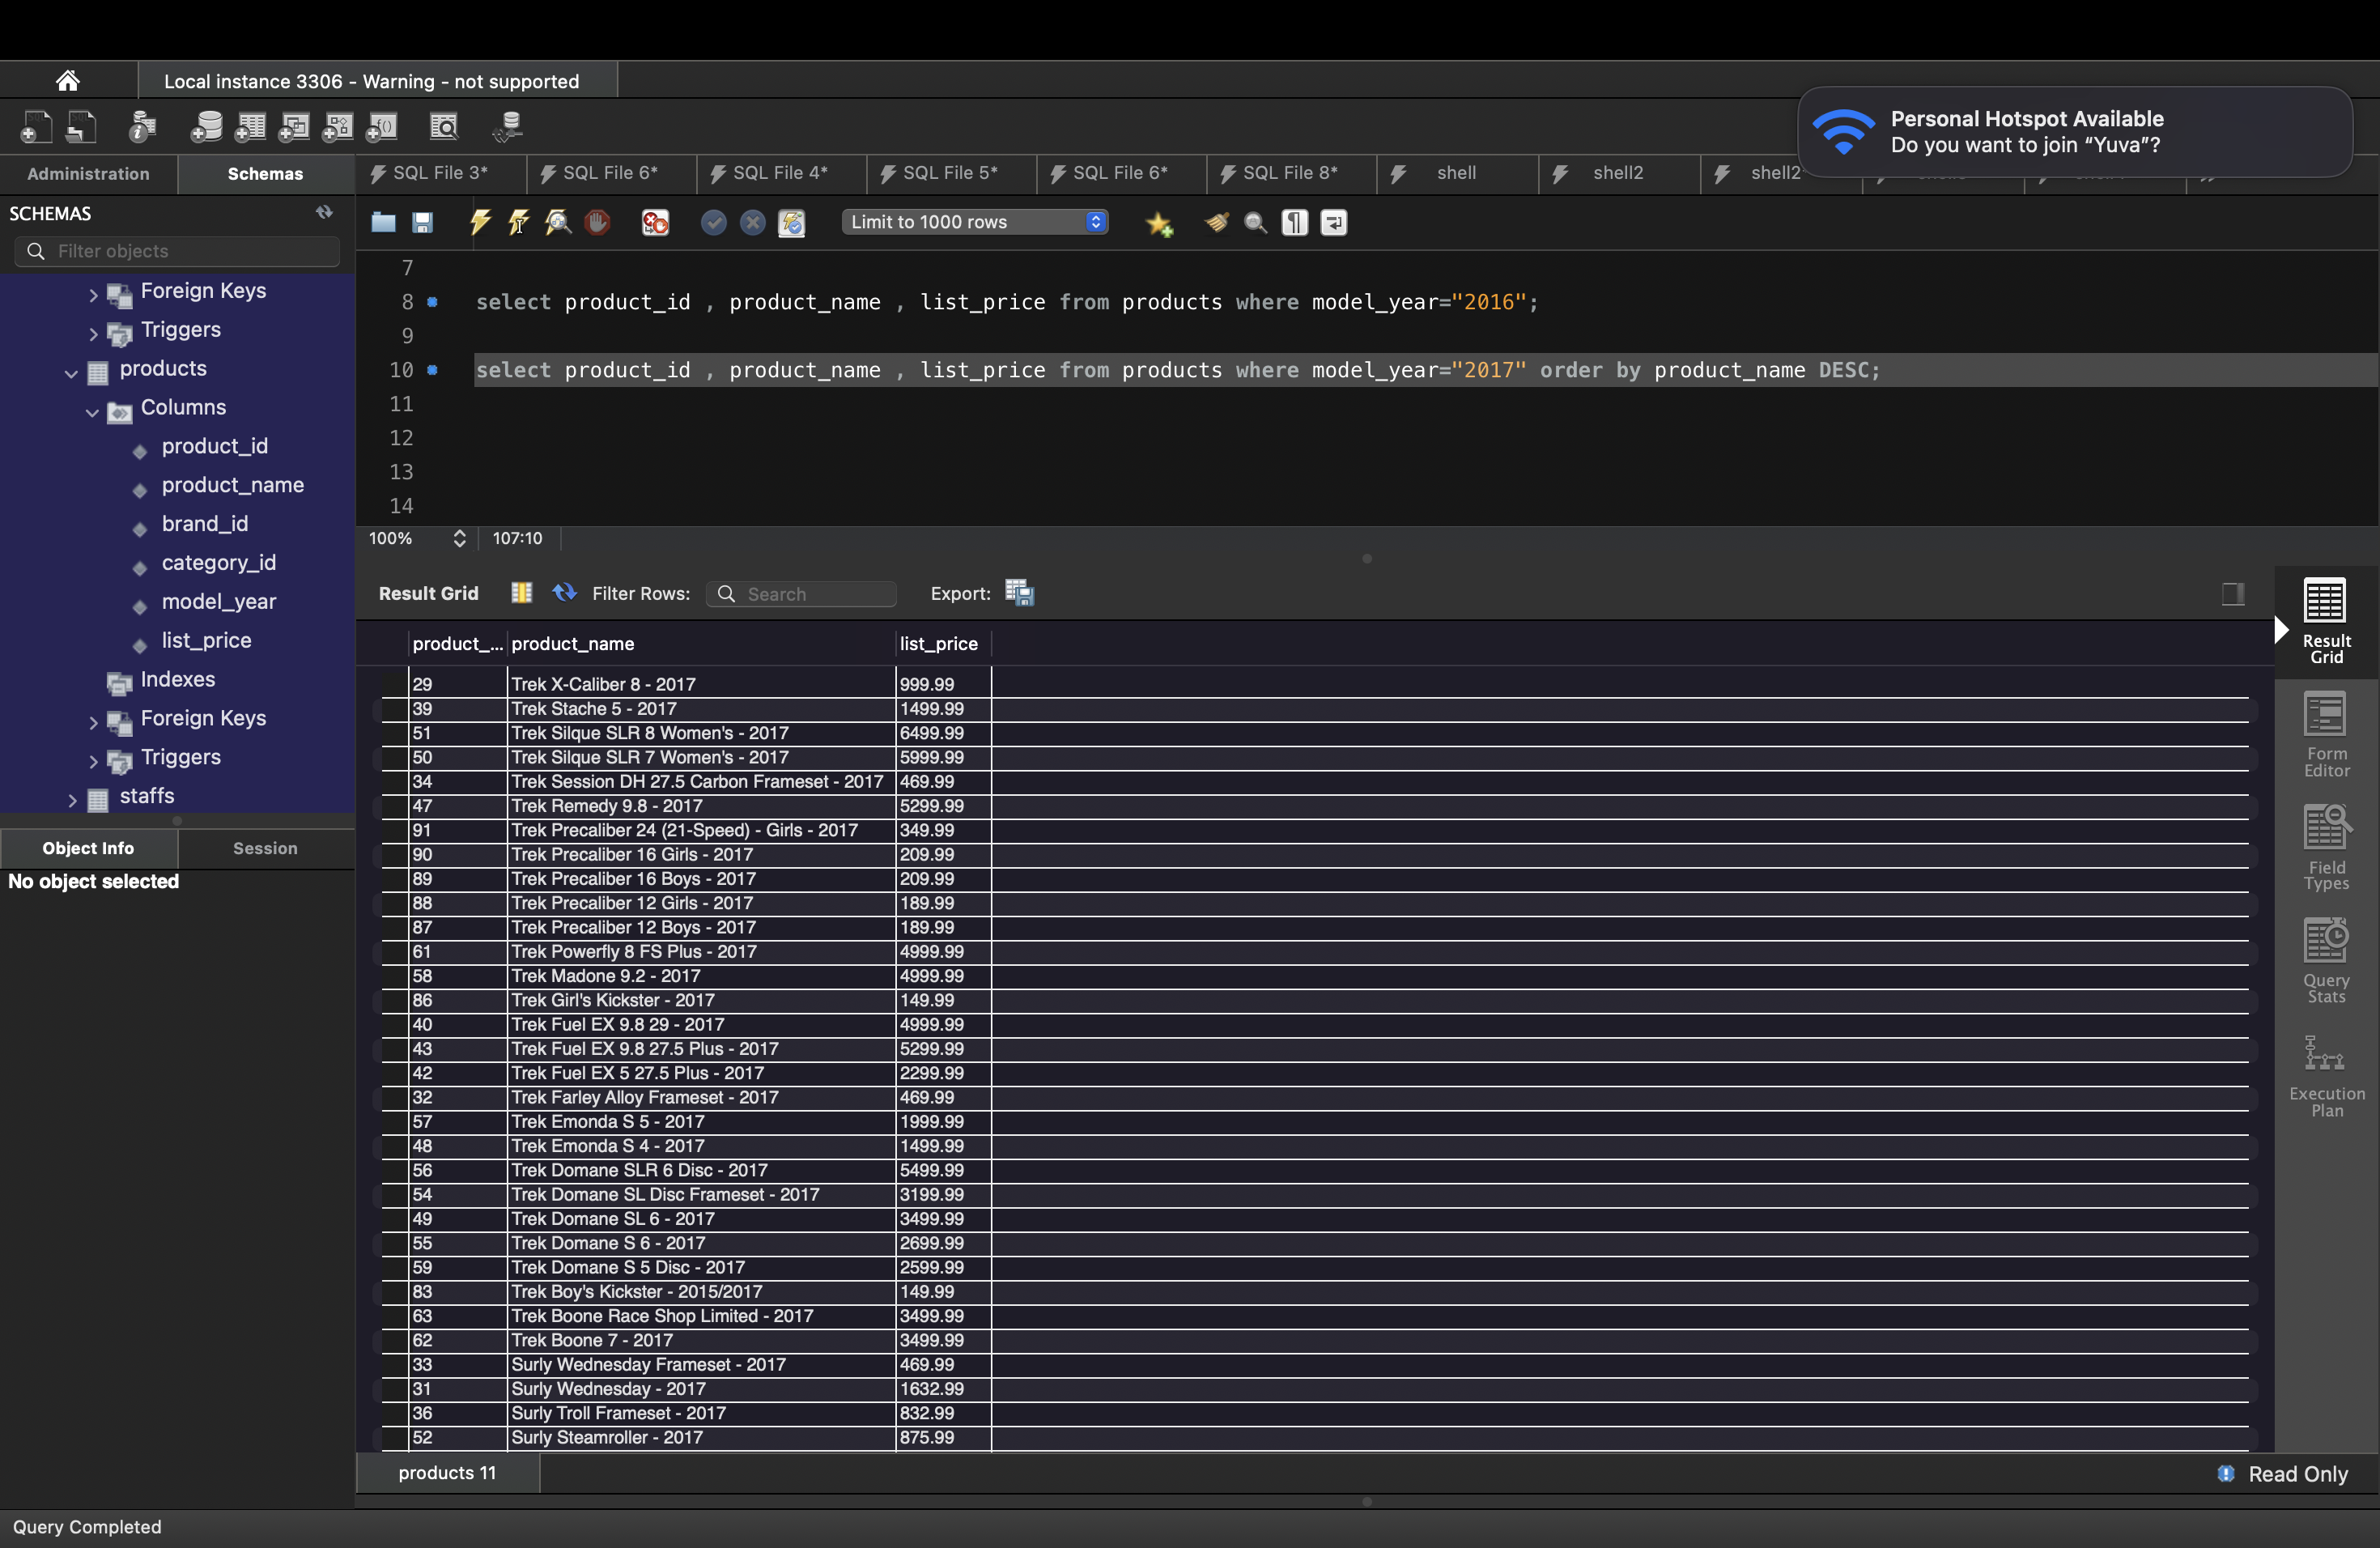 Local instance 3306 - Warning - not supported
Personal Hotspot Available
Do you want to join “Yuva”?
Administration
Schemas
SQL File 3*
SQL File 6*
SQL File 4*
SQL File 5*
SQL File 6*
SQL File 8*
shell
shell2
shell2
SCHEMAS
Filter objects
Limit to 1000 rows
Foreign Keys
Triggers
products
Columns
product_id
product_name
brand_id
category_id
model_year
list_price
Indexes
Foreign Keys
Triggers
staffs
Object Info
Session
No object selected
7
8 select product_id , product_name , list_price from products where model_year="2016";
9
10 select product_id , product_name , list_price from products where model_year="2017" order by product_name DESC;
11
12
13
14
100%
107:10
Result Grid
Filter Rows:
Search
Export:
product_... product_name list_price
29 Trek X-Caliber 8 - 2017 999.99
39 Trek Stache 5 - 2017 1499.99
51 Trek Silque SLR 8 Women's - 2017 6499.99
50 Trek Silque SLR 7 Women's - 2017 5999.99
34 Trek Session DH 27.5 Carbon Frameset - 2017 469.99
47 Trek Remedy 9.8 - 2017 5299.99
91 Trek Precaliber 24 (21-Speed) - Girls - 2017 349.99
90 Trek Precaliber 16 Girls - 2017 209.99
89 Trek Precaliber 16 Boys - 2017 209.99
88 Trek Precaliber 12 Girls - 2017 189.99
87 Trek Precaliber 12 Boys - 2017 189.99
61 Trek Powerfly 8 FS Plus - 2017 4999.99
58 Trek Madone 9.2 - 2017 4999.99
86 Trek Girl's Kickster - 2017 149.99
40 Trek Fuel EX 9.8 29 - 2017 4999.99
43 Trek Fuel EX 9.8 27.5 Plus - 2017 5299.99
42 Trek Fuel EX 5 27.5 Plus - 2017 2299.99
32 Trek Farley Alloy Frameset - 2017 469.99
57 Trek Emonda S 5 - 2017 1999.99
48 Trek Emonda S 4 - 2017 1499.99
56 Trek Domane SLR 6 Disc - 2017 5499.99
54 Trek Domane SL Disc Frameset - 2017 3199.99
49 Trek Domane SL 6 - 2017 3499.99
55 Trek Domane S 6 - 2017 2699.99
59 Trek Domane S 5 Disc - 2017 2599.99
83 Trek Boy's Kickster - 2015/2017 149.99
63 Trek Boone Race Shop Limited - 2017 3499.99
62 Trek Boone 7 - 2017 3499.99
33 Surly Wednesday Frameset - 2017 469.99
31 Surly Wednesday - 2017 1632.99
36 Surly Troll Frameset - 2017 832.99
52 Surly Steamroller - 2017 875.99
Result
Grid
Form
Editor
Field
Types
Query
Stats
Execution
Plan
products 11
Read Only
Query Completed